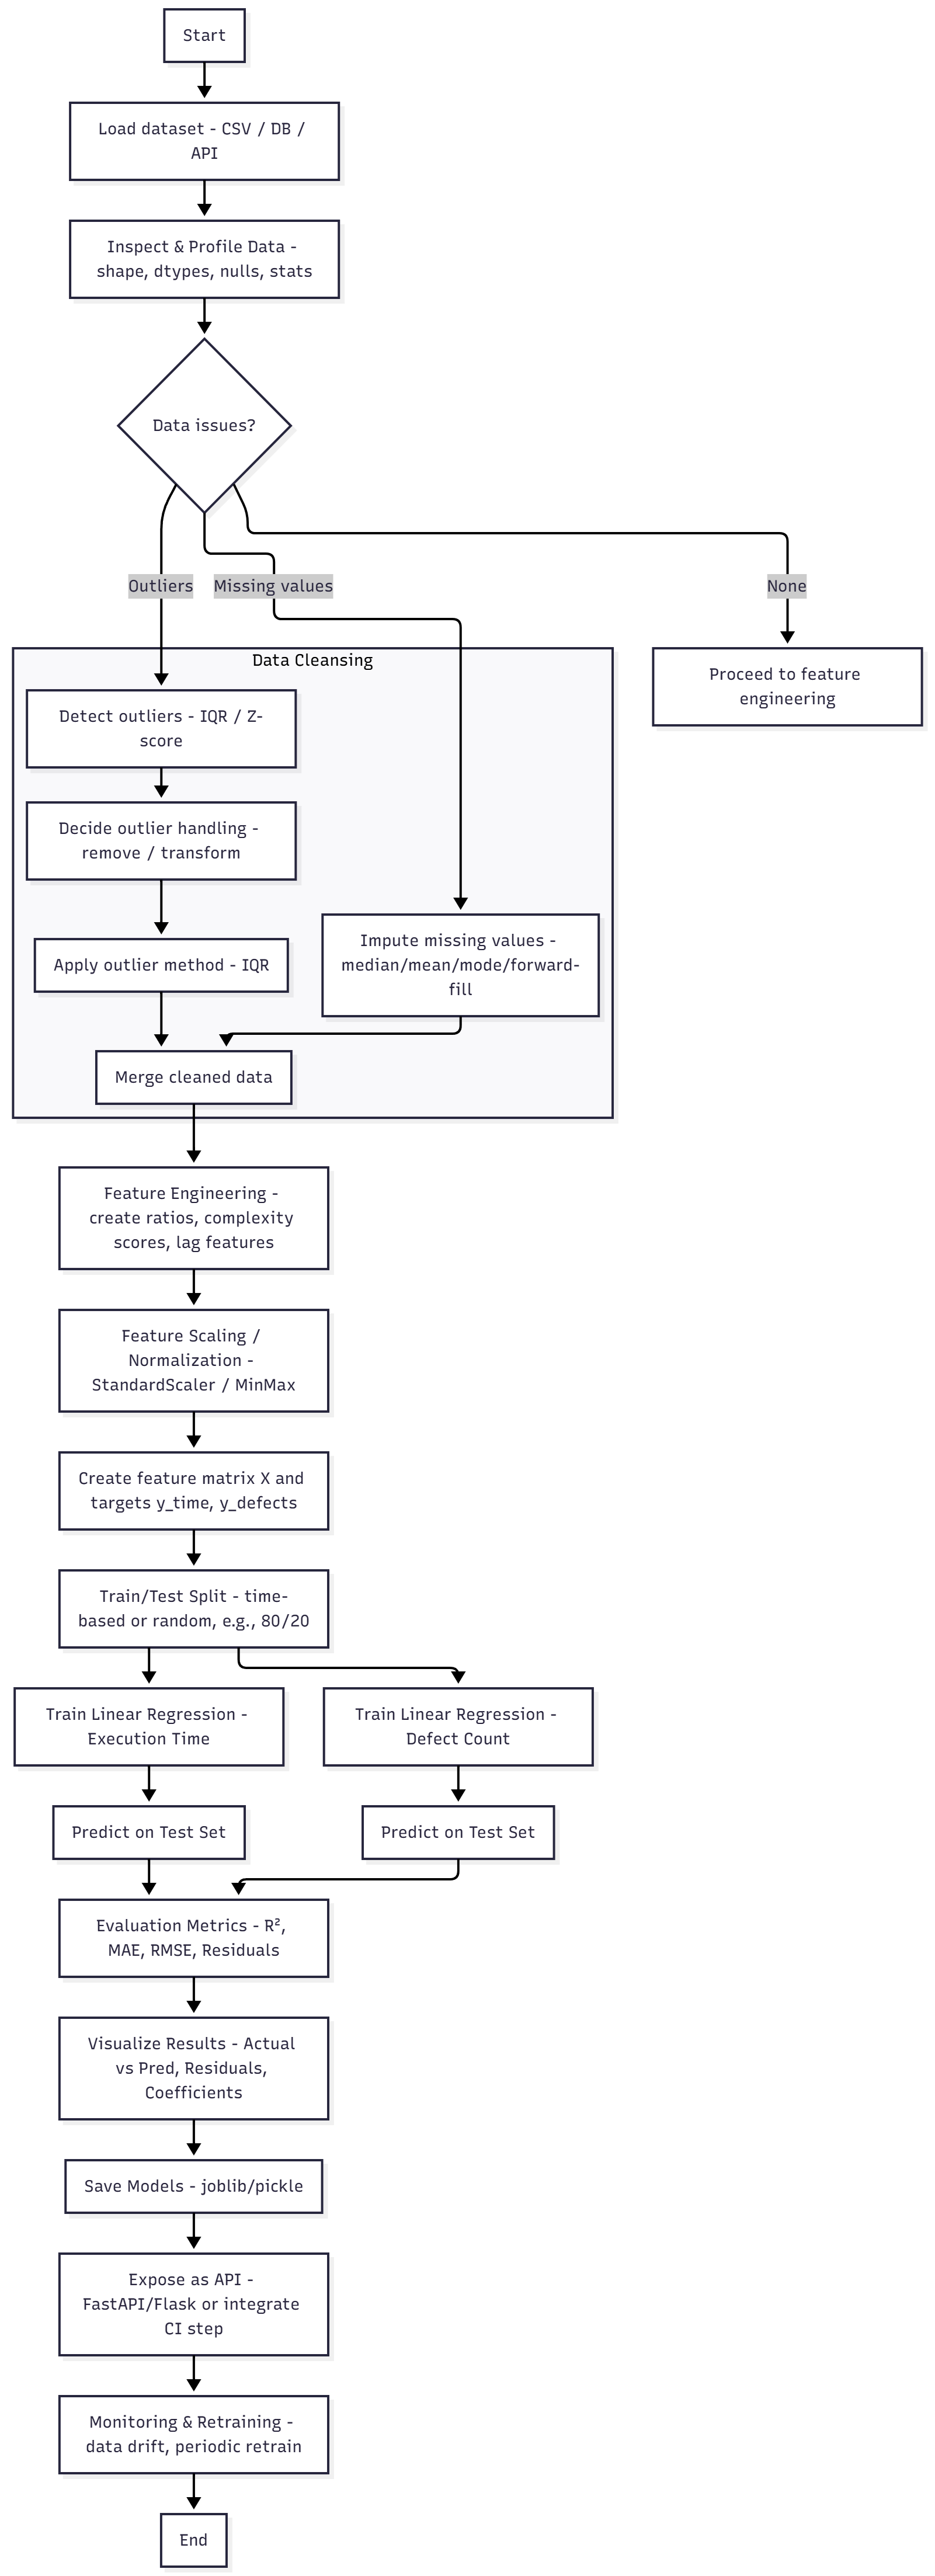 Start
Load dataset - CSV / DB /
API
Inspect & Profile Data -
shape, dtypes, nulls, stats
Data issues?
Outliers
Missing values
None
Data Cleansing
Proceed to feature
engineering
Detect outliers - IQR / Z-
score
Decide outlier handling -
remove / transform
Apply outlier method - IQR
Impute missing values -
median/mean/mode/forward-
fill
Merge cleaned data
Feature Engineering -
create ratios, complexity
scores, lag features
Feature Scaling /
Normalization -
StandardScaler / MinMax
Create feature matrix X and
targets y_time, y_defects
Train/Test Split - time-
based or random, e.g., 80/20
Train Linear Regression -
Execution Time
Train Linear Regression -
Defect Count
Predict on Test Set
Predict on Test Set
Evaluation Metrics - R²,
MAE, RMSE, Residuals
Visualize Results - Actual
vs Pred, Residuals,
Coefficients
Save Models - joblib/pickle
Expose as API -
FastAPI/Flask or integrate
CI step
Monitoring & Retraining -
data drift, periodic retrain
End